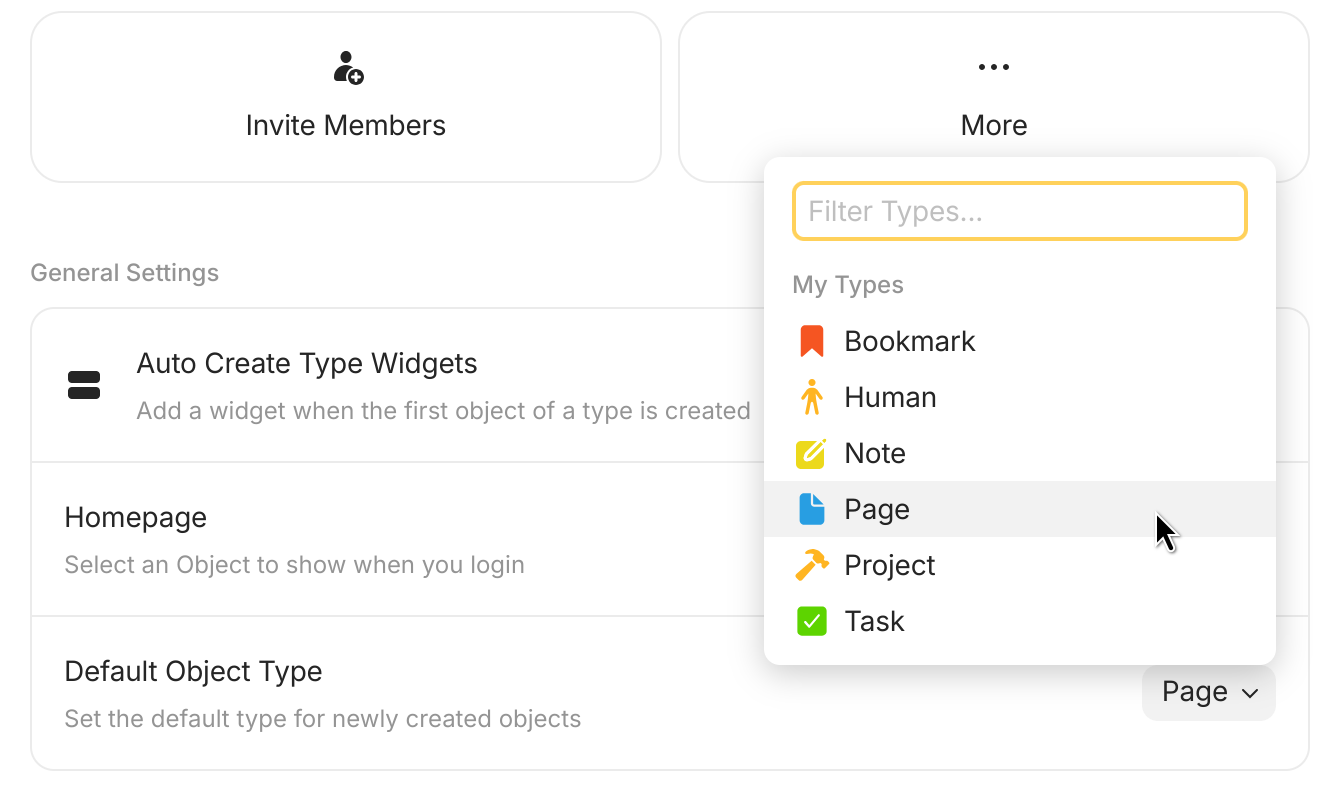 Invite Members
More
General Settings
Auto Create Type Widgets
Add a widget when the first object of a type is created
Homepage
Select an Object to show when you login
Default Object Type
Set the default type for newly created objects
Filter Types...
My Types
Bookmark
Human
Note
Page
Project
Task
Page